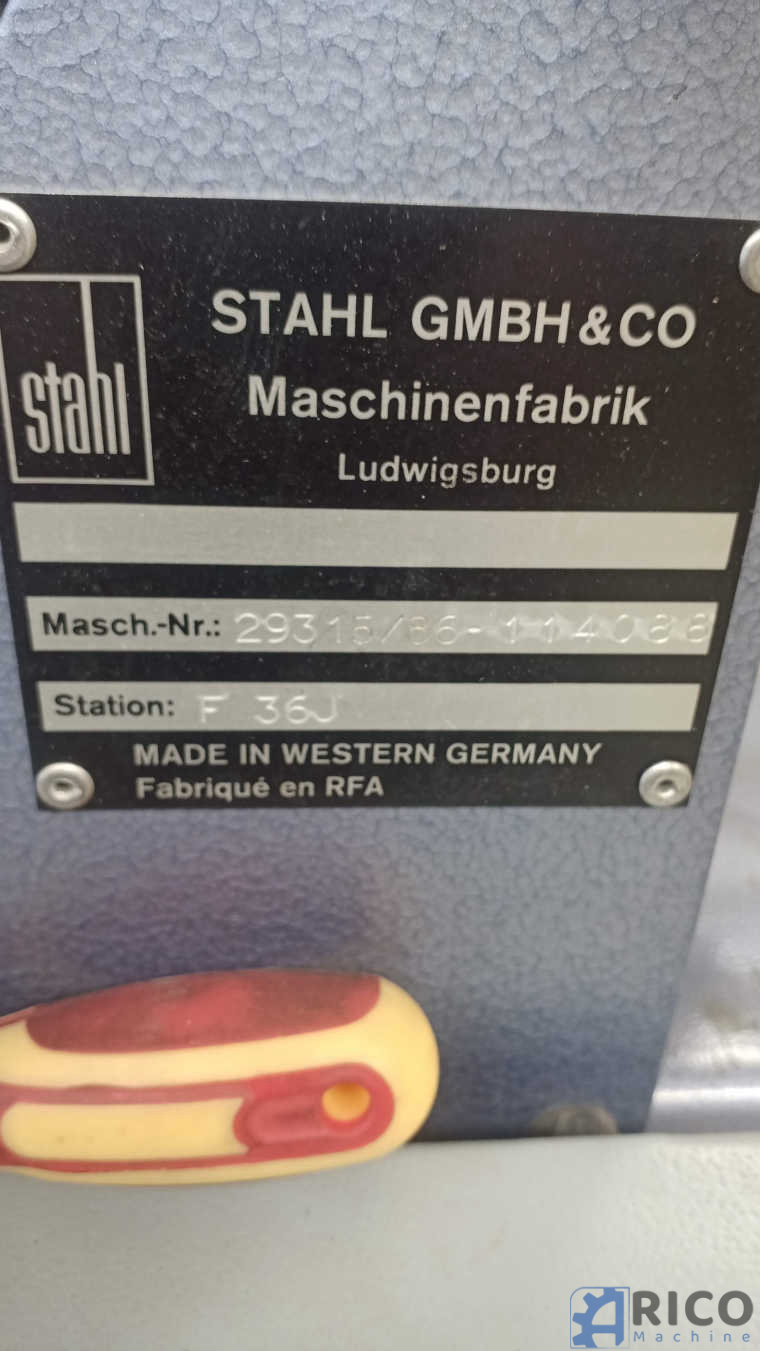 STAHL GMBH & CO
stahl
Maschinenfabrik
Ludwigsburg
Masch.-Nr.: 29315/86-114088
Station: F 36J
MADE IN WESTERN GERMANY
Fabriqué en RFA
ARICO
Machine